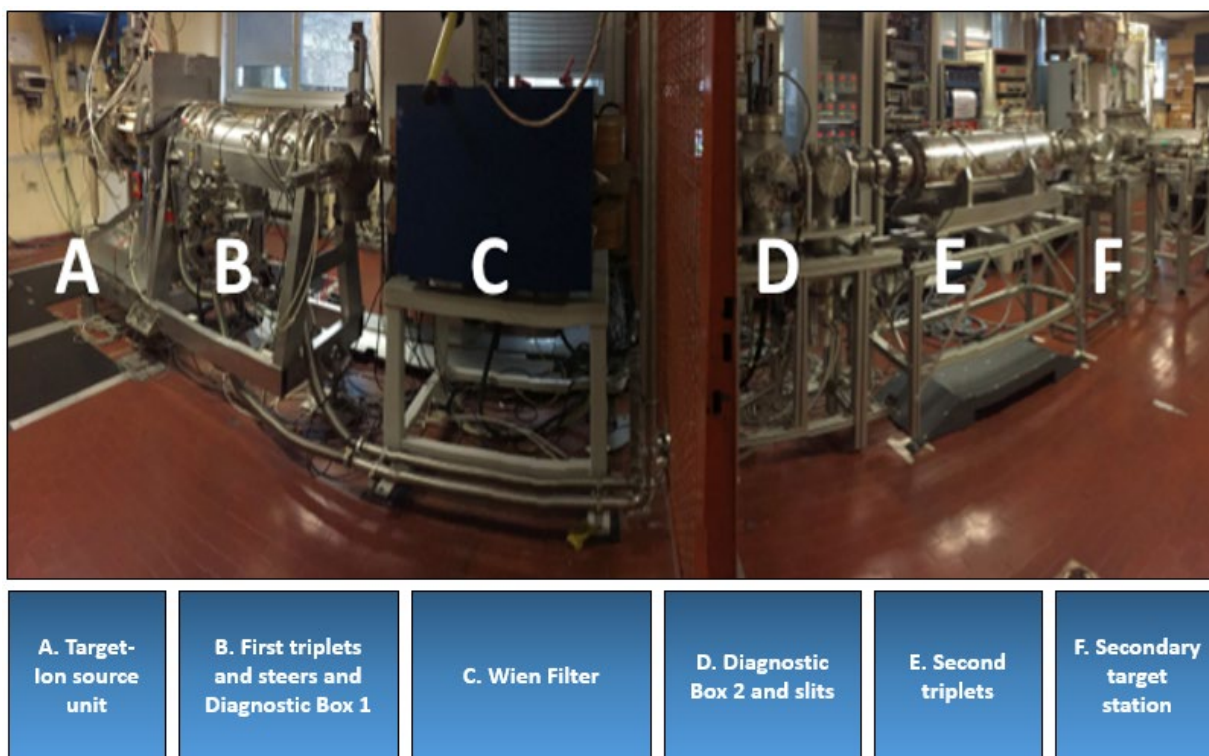 A
B
C
D
E
F
A. Target-
Ion source
unit
B. First triplets
and steers and
Diagnostic Box 1
C. Wien Filter
D. Diagnostic
Box 2 and slits
E. Second
triplets
F. Secondary
target
station